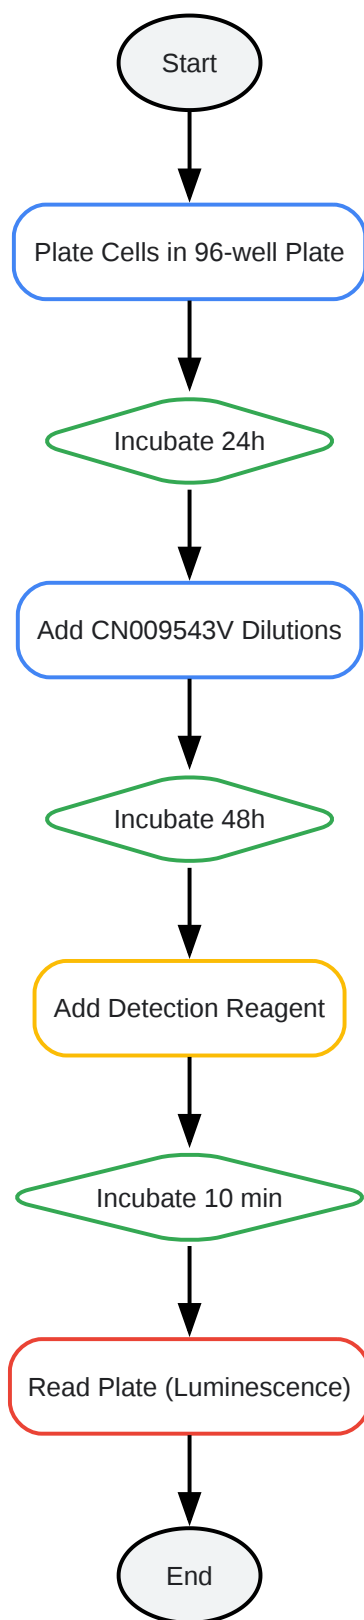 Start
Plate Cells in 96-well Plate
Incubate 24h
Add CN009543V Dilutions
Incubate 48h
Add Detection Reagent
Incubate 10 min
Read Plate (Luminescence)
End